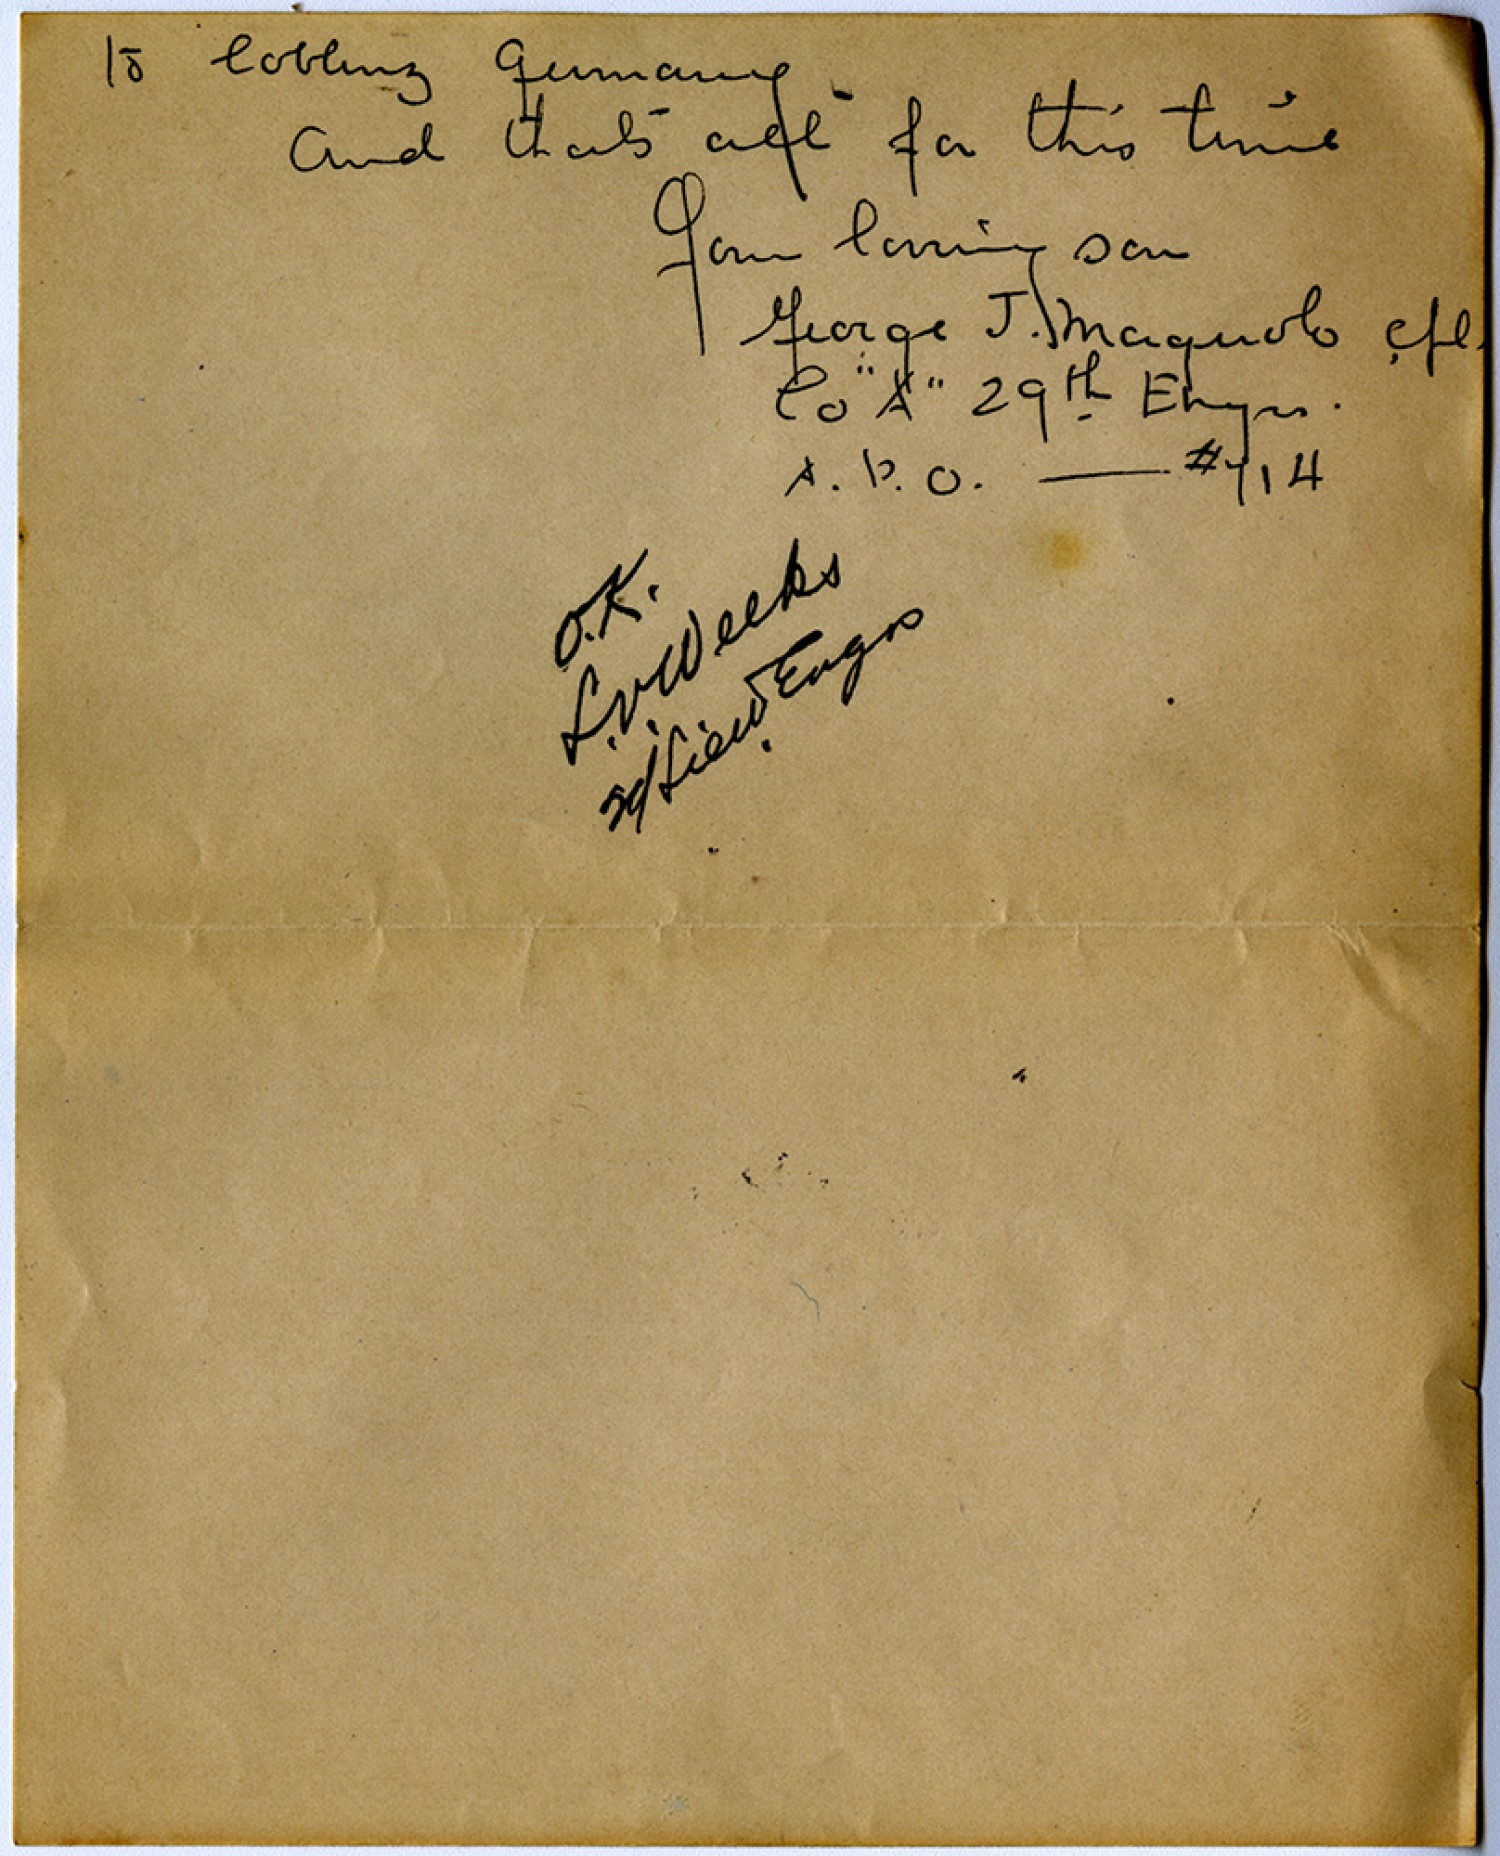 to Coblenz Germany
And thats all for this time
Your loving son
George J. Magnolo cpl.
Co "A" 29th Engrs.
A. P. O. — #714
O.K.
L.V. Weeks
2d/Lieut. Engrs